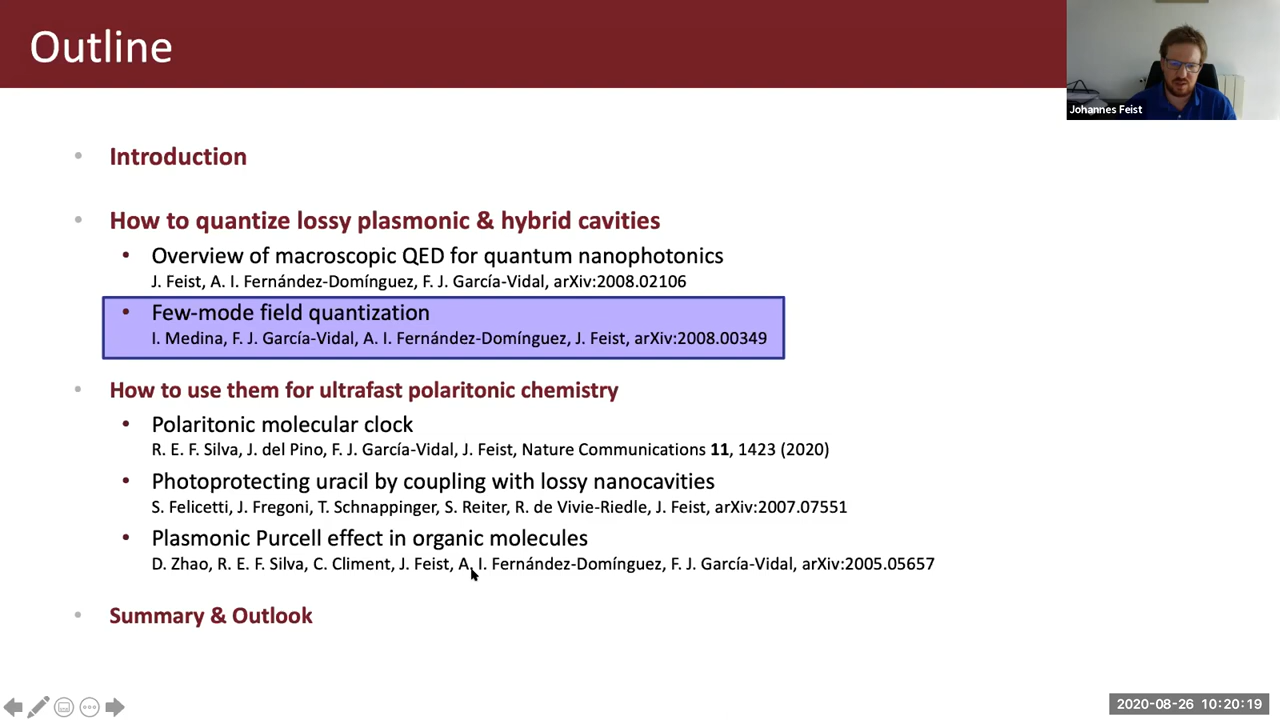 Outline
Johannes Feist
• Introduction
• How to quantize lossy plasmonic & hybrid cavities
• Overview of macroscopic QED for quantum nanophotonics
J. Feist, A. I. Fernández-Domínguez, F. J. García-Vidal, arXiv:2008.02106
• Few-mode field quantization
I. Medina, F. J. García-Vidal, A. I. Fernández-Domínguez, J. Feist, arXiv:2008.00349
• How to use them for ultrafast polaritonic chemistry
• Polaritonic molecular clock
R. E. F. Silva, J. del Pino, F. J. García-Vidal, J. Feist, Nature Communications 11, 1423 (2020)
• Photoprotecting uracil by coupling with lossy nanocavities
S. Felicetti, J. Fregoni, T. Schnappinger, S. Reiter, R. de Vivie-Riedle, J. Feist, arXiv:2007.07551
• Plasmonic Purcell effect in organic molecules
D. Zhao, R. E. F. Silva, C. Climent, J. Feist, A. I. Fernández-Domínguez, F. J. García-Vidal, arXiv:2005.05657
• Summary & Outlook
2020-08-26 10:20:19